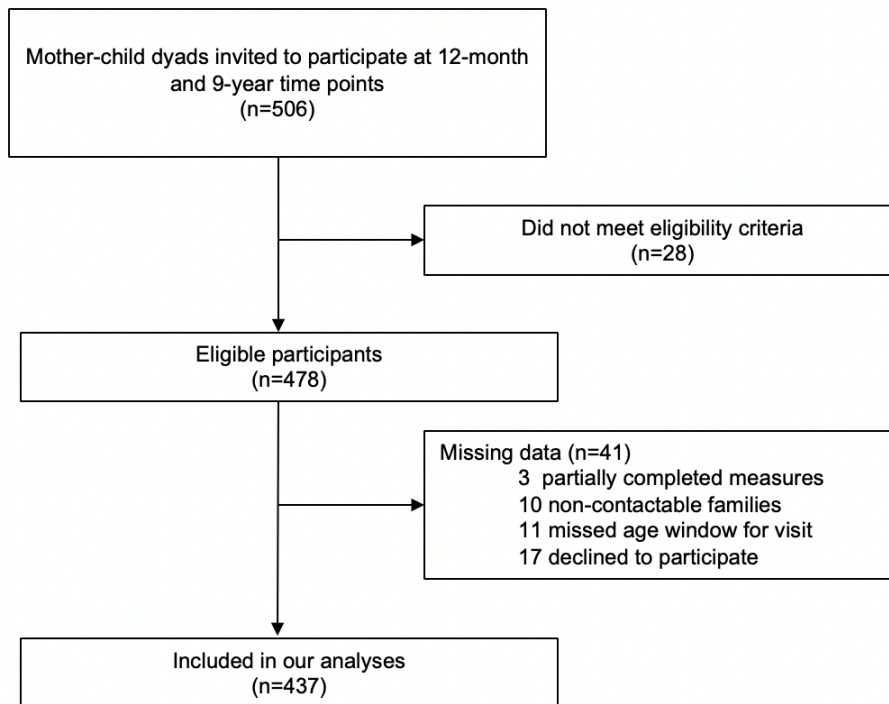 Mother-child dyads invited to participate at 12-month
and 9-year time points
(n=506)
Did not meet eligibility criteria
(n=28)
Eligible participants
(n=478)
Missing data (n=41)
3 partially completed measures
10 non-contactable families
11 missed age window for visit
17 declined to participate
Included in our analyses
(n=437)